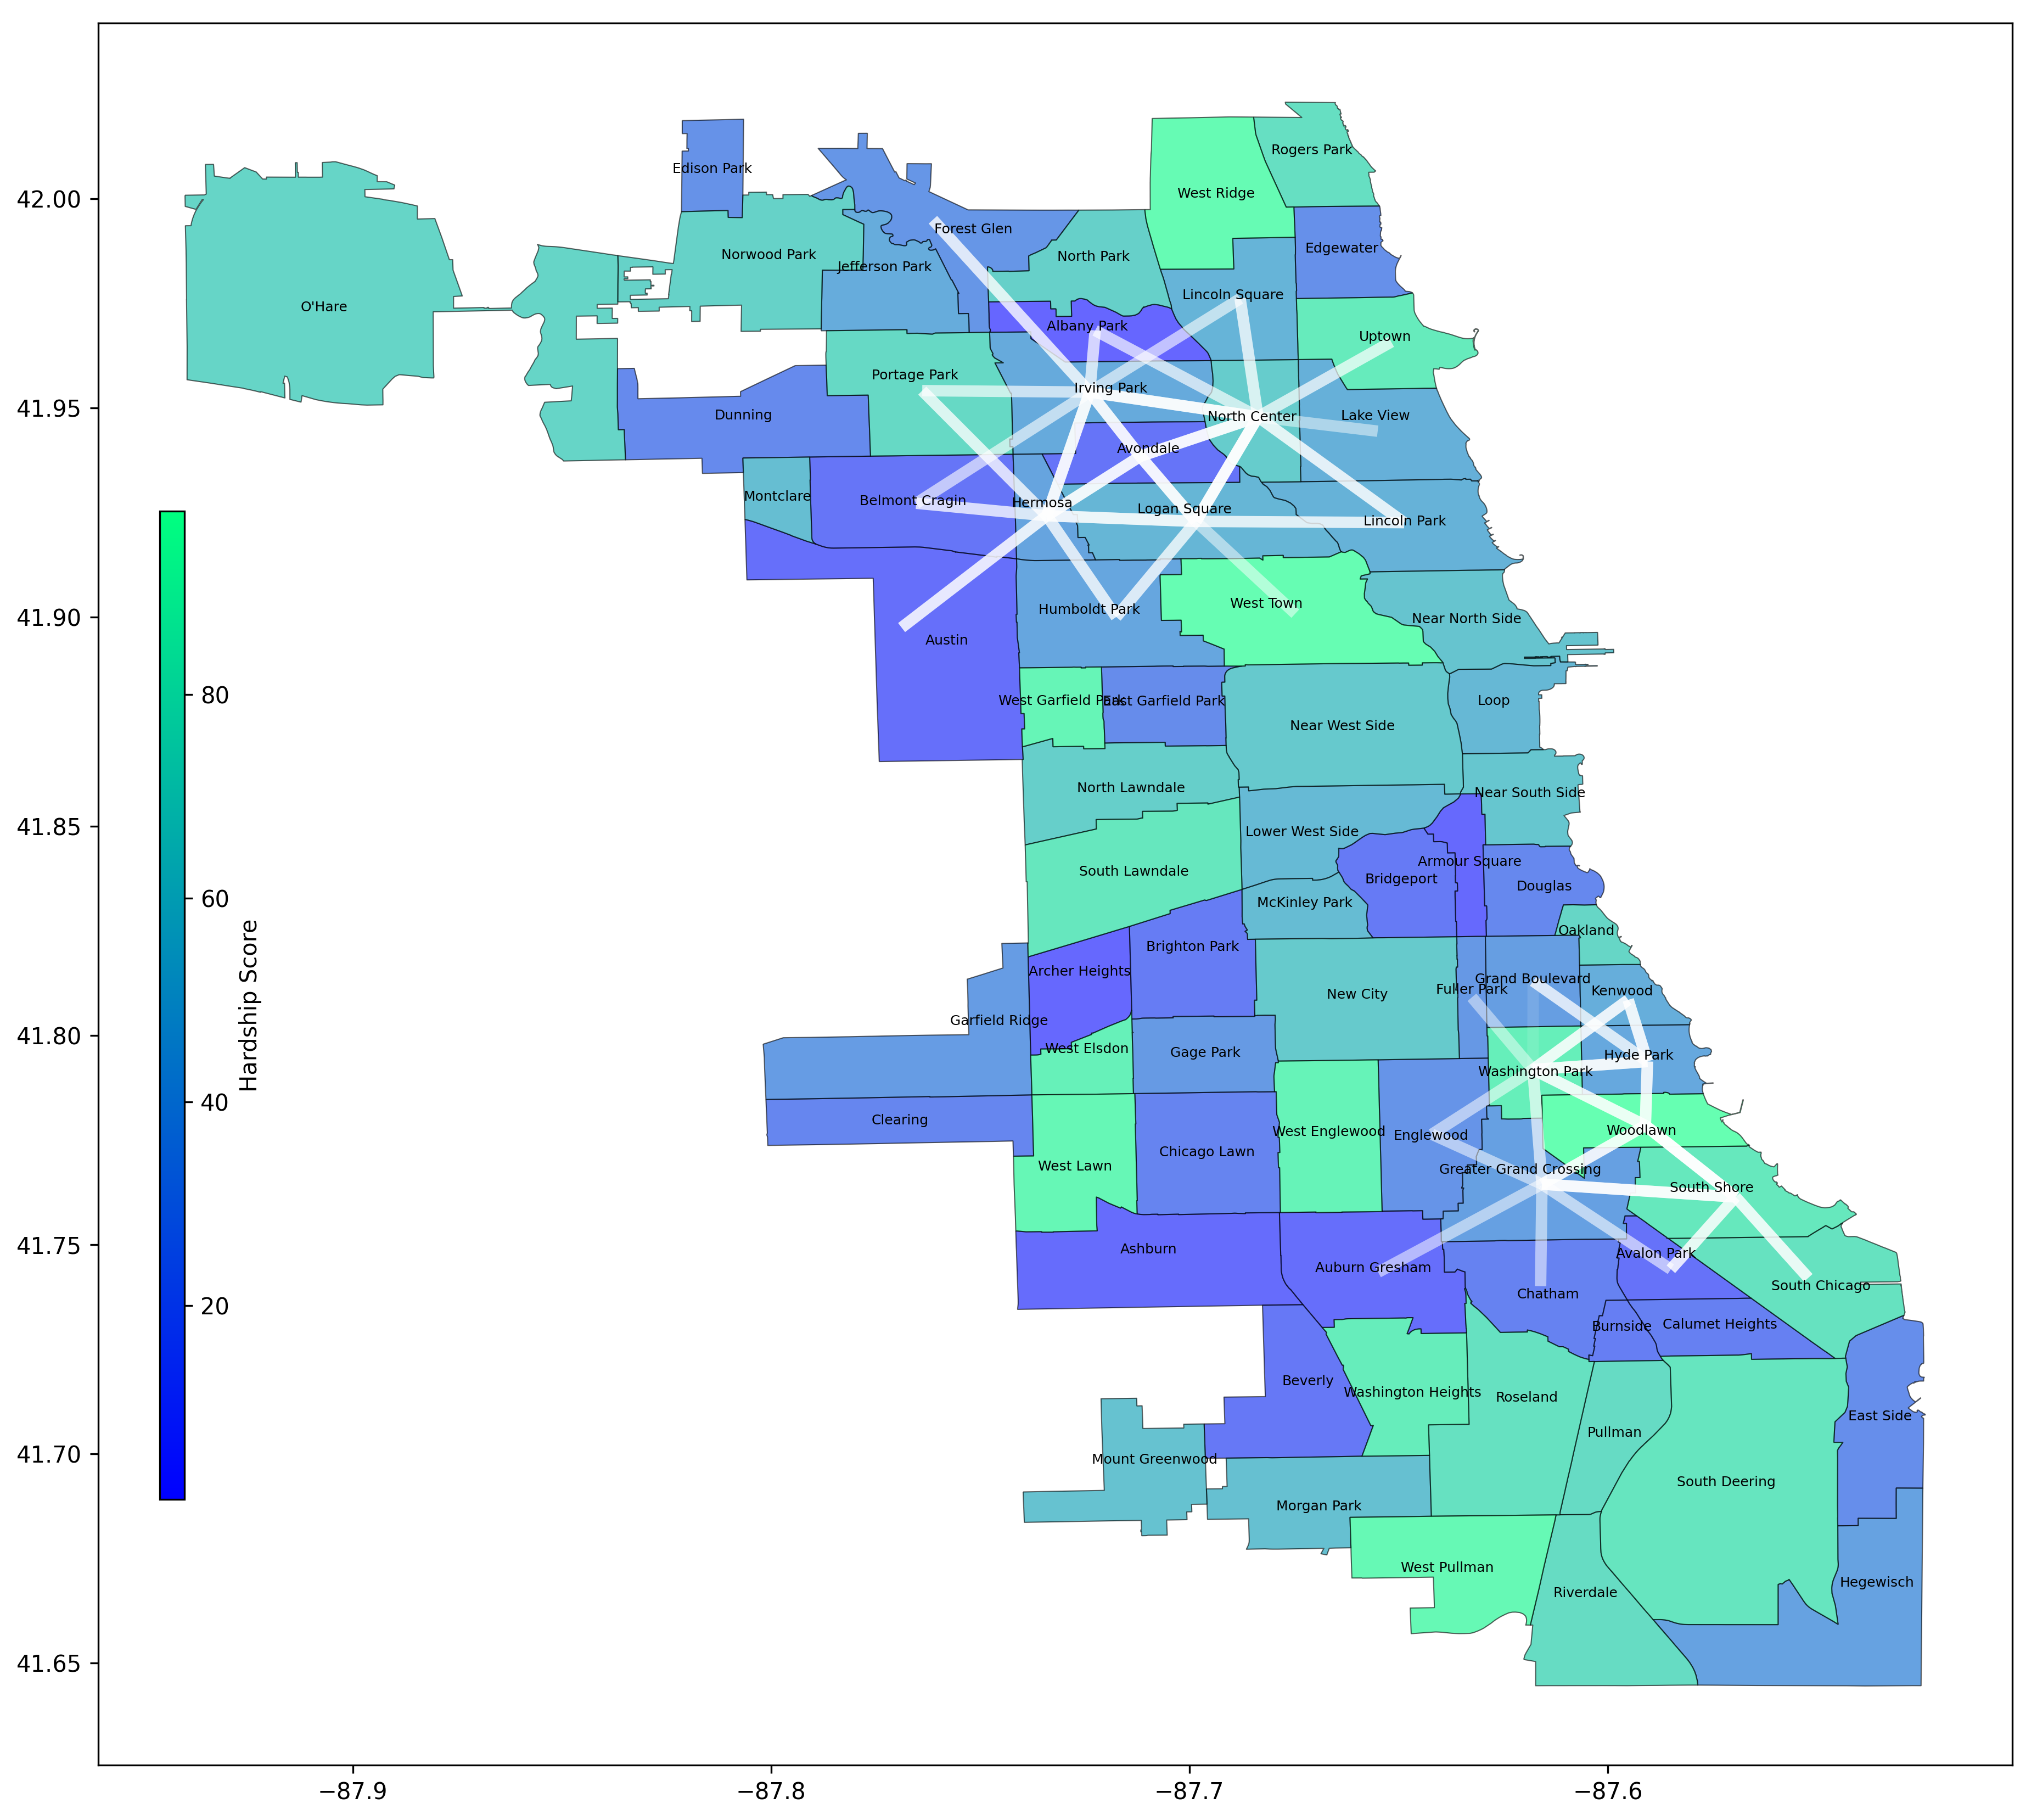 42.00
41.95
41.90
41.85
41.80
41.75
41.70
41.65
−87.9
−87.8
−87.7
−87.6
80
60
40
20
Hardship Score
Rogers Park
Edison Park
West Ridge
Forest Glen
Edgewater
Norwood Park
North Park
Jefferson Park
Lincoln Square
O'Hare
Albany Park
Uptown
Portage Park
Irving Park
Dunning
North Center
Lake View
Avondale
Montclare
Belmont Cragin
Hermosa
Logan Square
Lincoln Park
West Town
Humboldt Park
Near North Side
Austin
West Garfield Park
East Garfield Park
Loop
Near West Side
North Lawndale
Near South Side
Lower West Side
Armour Square
South Lawndale
Bridgeport
Douglas
McKinley Park
Oakland
Brighton Park
Archer Heights
Grand Boulevard
Fuller Park
Kenwood
New City
Garfield Ridge
West Elsdon
Gage Park
Hyde Park
Washington Park
Clearing
West Englewood
Englewood
Woodlawn
Chicago Lawn
West Lawn
Greater Grand Crossing
South Shore
Ashburn
Avalon Park
Auburn Gresham
South Chicago
Chatham
Burnside
Calumet Heights
Beverly
Washington Heights
Roseland
East Side
Pullman
Mount Greenwood
South Deering
Morgan Park
West Pullman
Hegewisch
Riverdale